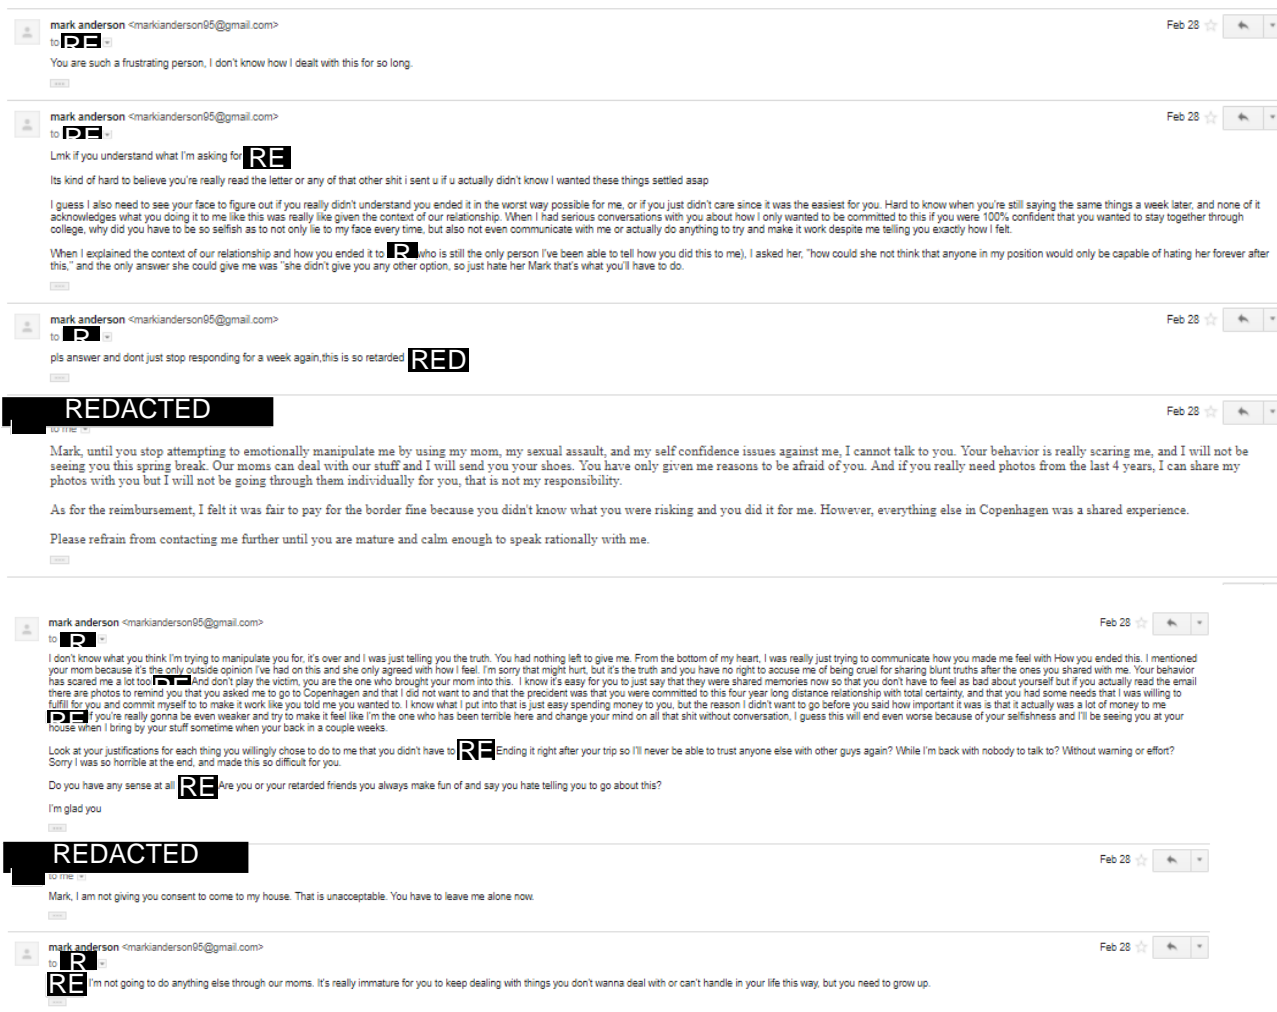 mark anderson <markianderson95@gmail.com>
Feb 28
to RE
You are such a frustrating person, I don't know how I dealt with this for so long.
mark anderson <markianderson95@gmail.com>
Feb 28
to RE
Lmk if you understand what I'm asking for RE
Its kind of hard to believe you're really read the letter or any of that other shit i sent u if u actually didn't know I wanted these things settled asap
I guess I also need to see your face to figure out if you really didn't understand you ended it in the worst way possible for me, or if you just didn't care since it was the easiest for you. Hard to know when you're still saying the same things a week later, and none of it
acknowledges what you doing it to me like this was really like given the context of our relationship. When I had serious conversations with you about how I only wanted to be committed to this if you were 100% confident that you wanted to stay together through
college, why did you have to be so selfish as to not only lie to my face every time, but also not even communicate with me or actually do anything to try and make it work despite me telling you exactly how I felt.
When I explained the context of our relationship and how you ended it to R who is still the only person I've been able to tell how you did this to me), I asked her, "how could she not think that anyone in my position would only be capable of hating her forever after
this," and the only answer she could give me was "she didn't give you any other option, so just hate her Mark that's what you'll have to do.
mark anderson <markianderson95@gmail.com>
Feb 28
to R
pls answer and dont just stop responding for a week again,this is so retarded RED
REDACTED
Feb 28
to me
Mark, until you stop attempting to emotionally manipulate me by using my mom, my sexual assault, and my self confidence issues against me, I cannot talk to you. Your behavior is really scaring me, and I will not be
seeing you this spring break. Our moms can deal with our stuff and I will send you your shoes. You have only given me reasons to be afraid of you. And if you really need photos from the last 4 years, I can share my
photos with you but I will not be going through them individually for you, that is not my responsibility.
As for the reimbursement, I felt it was fair to pay for the border fine because you didn't know what you were risking and you did it for me. However, everything else in Copenhagen was a shared experience.
Please refrain from contacting me further until you are mature and calm enough to speak rationally with me.
mark anderson <markianderson95@gmail.com>
Feb 28
to R
I don't know what you think I'm trying to manipulate you for, it's over and I was just telling you the truth. You had nothing left to give me. From the bottom of my heart, I was really just trying to communicate how you made me feel with How you ended this. I mentioned
your mom because it's the only outside opinion I've had on this and she only agreed with how I feel. I'm sorry that might hurt, but it's the truth and you have no right to accuse me of being cruel for sharing blunt truths after the ones you shared with me. Your behavior
has scared me a lot too RE And don't play the victim, you are the one who brought your mom into this. I know it's easy for you to just say that they were shared memories now so that you don't have to feel as bad about yourself but if you actually read the email
there are photos to remind you that you asked me to go to Copenhagen and that I did not want to and that the precident was that you were committed to this four year long distance relationship with total certainty, and that you had some needs that I was willing to
fulfill for you and commit myself to to make it work like you told me you wanted to. I know what I put into that is just easy spending money to you, but the reason I didn't want to go before you said how important it was is that it actually was a lot of money to me
RE if you're really gonna be even weaker and try to make it feel like I'm the one who has been terrible here and change your mind on all that shit without conversation, I guess this will end even worse because of your selfishness and I'll be seeing you at your
house when I bring by your stuff sometime when your back in a couple weeks.
Look at your justifications for each thing you willingly chose to do to me that you didn't have to RE Ending it right after your trip so I'll never be able to trust anyone else with other guys again? While I'm back with nobody to talk to? Without warning or effort?
Sorry I was so horrible at the end, and made this so difficult for you.
Do you have any sense at all RE Are you or your retarded friends you always make fun of and say you hate telling you to go about this?
I'm glad you
REDACTED
Feb 28
to me
Mark, I am not giving you consent to come to my house. That is unacceptable. You have to leave me alone now.
mark anderson <markianderson95@gmail.com>
Feb 28
to R
RE I'm not going to do anything else through our moms. It's really immature for you to keep dealing with things you don't wanna deal with or can't handle in your life this way, but you need to grow up.